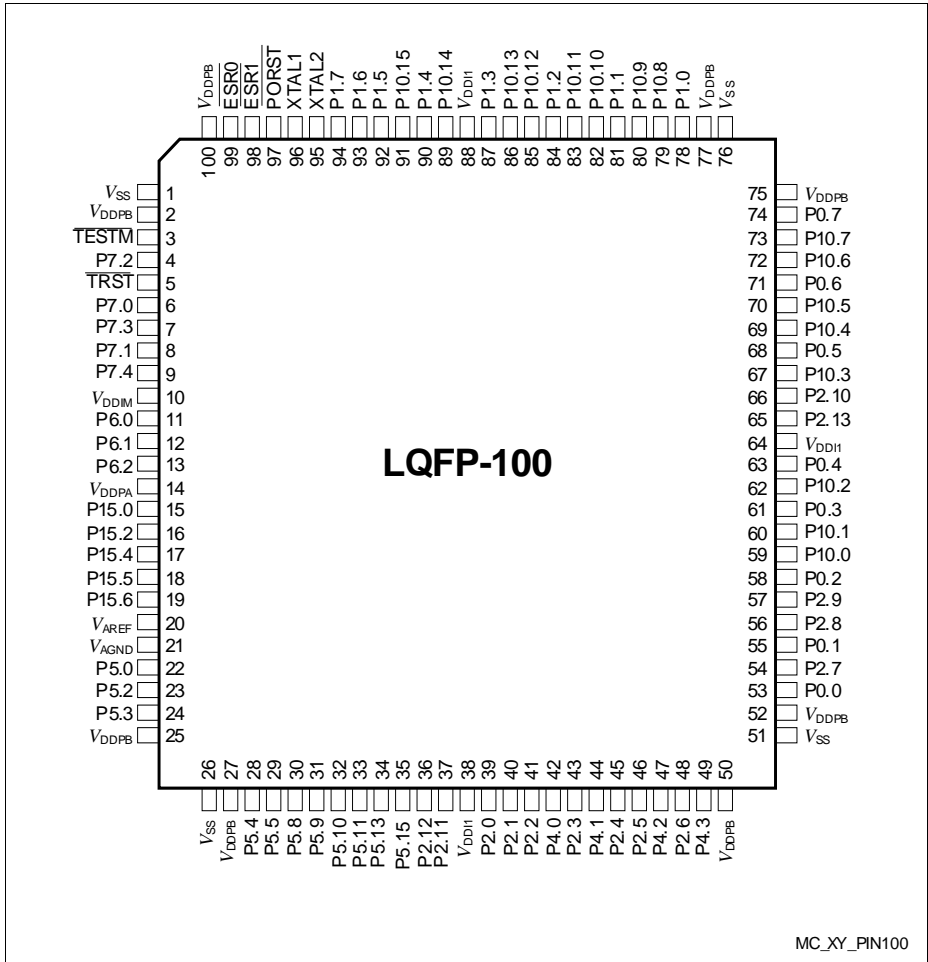 VDDPB
ESR0
ESR1
PORST
XTAL1
XTAL2
P1.7
P1.6
P1.5
P10.15
P1.4
P10.14
VDDI1
P1.3
P10.13
P10.12
P1.2
P10.11
P10.10
P1.1
P10.9
P10.8
P1.0
VDDPB
VSS
100
99
98
97
96
95
94
93
92
91
90
89
88
87
86
85
84
83
82
81
80
79
78
77
76
VSS 1
VDDPB 2
TESTM 3
P7.2 4
TRST 5
P7.0 6
P7.3 7
P7.1 8
P7.4 9
VDDIM 10
P6.0 11
P6.1 12
P6.2 13
VDDPA 14
P15.0 15
P15.2 16
P15.4 17
P15.5 18
P15.6 19
VAREF 20
VAGND 21
P5.0 22
P5.2 23
P5.3 24
VDDPB 25
LQFP-100
75 VDDPB
74 P0.7
73 P10.7
72 P10.6
71 P0.6
70 P10.5
69 P10.4
68 P0.5
67 P10.3
66 P2.10
65 P2.13
64 VDDI1
63 P0.4
62 P10.2
61 P0.3
60 P10.1
59 P10.0
58 P0.2
57 P2.9
56 P2.8
55 P0.1
54 P2.7
53 P0.0
52 VDDPB
51 VSS
26
27
28
29
30
31
32
33
34
35
36
37
38
39
40
41
42
43
44
45
46
47
48
49
50
VSS
VDDPB
P5.4
P5.5
P5.8
P5.9
P5.10
P5.11
P5.13
P5.15
P2.12
P2.11
VDDI1
P2.0
P2.1
P2.2
P4.0
P2.3
P4.1
P2.4
P2.5
P4.2
P2.6
P4.3
VDDPB
MC_XY_PIN100